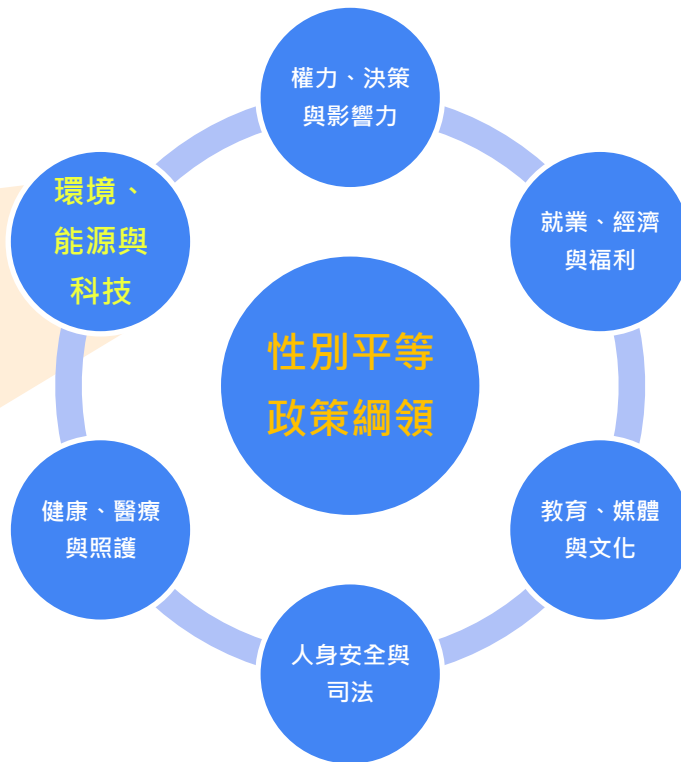 權力、決策
與影響力
環境、
能源與
科技
就業、經濟
與福利
性別平等
政策綱領
健康、醫療
與照護
教育、媒體
與文化
人身安全與
司法